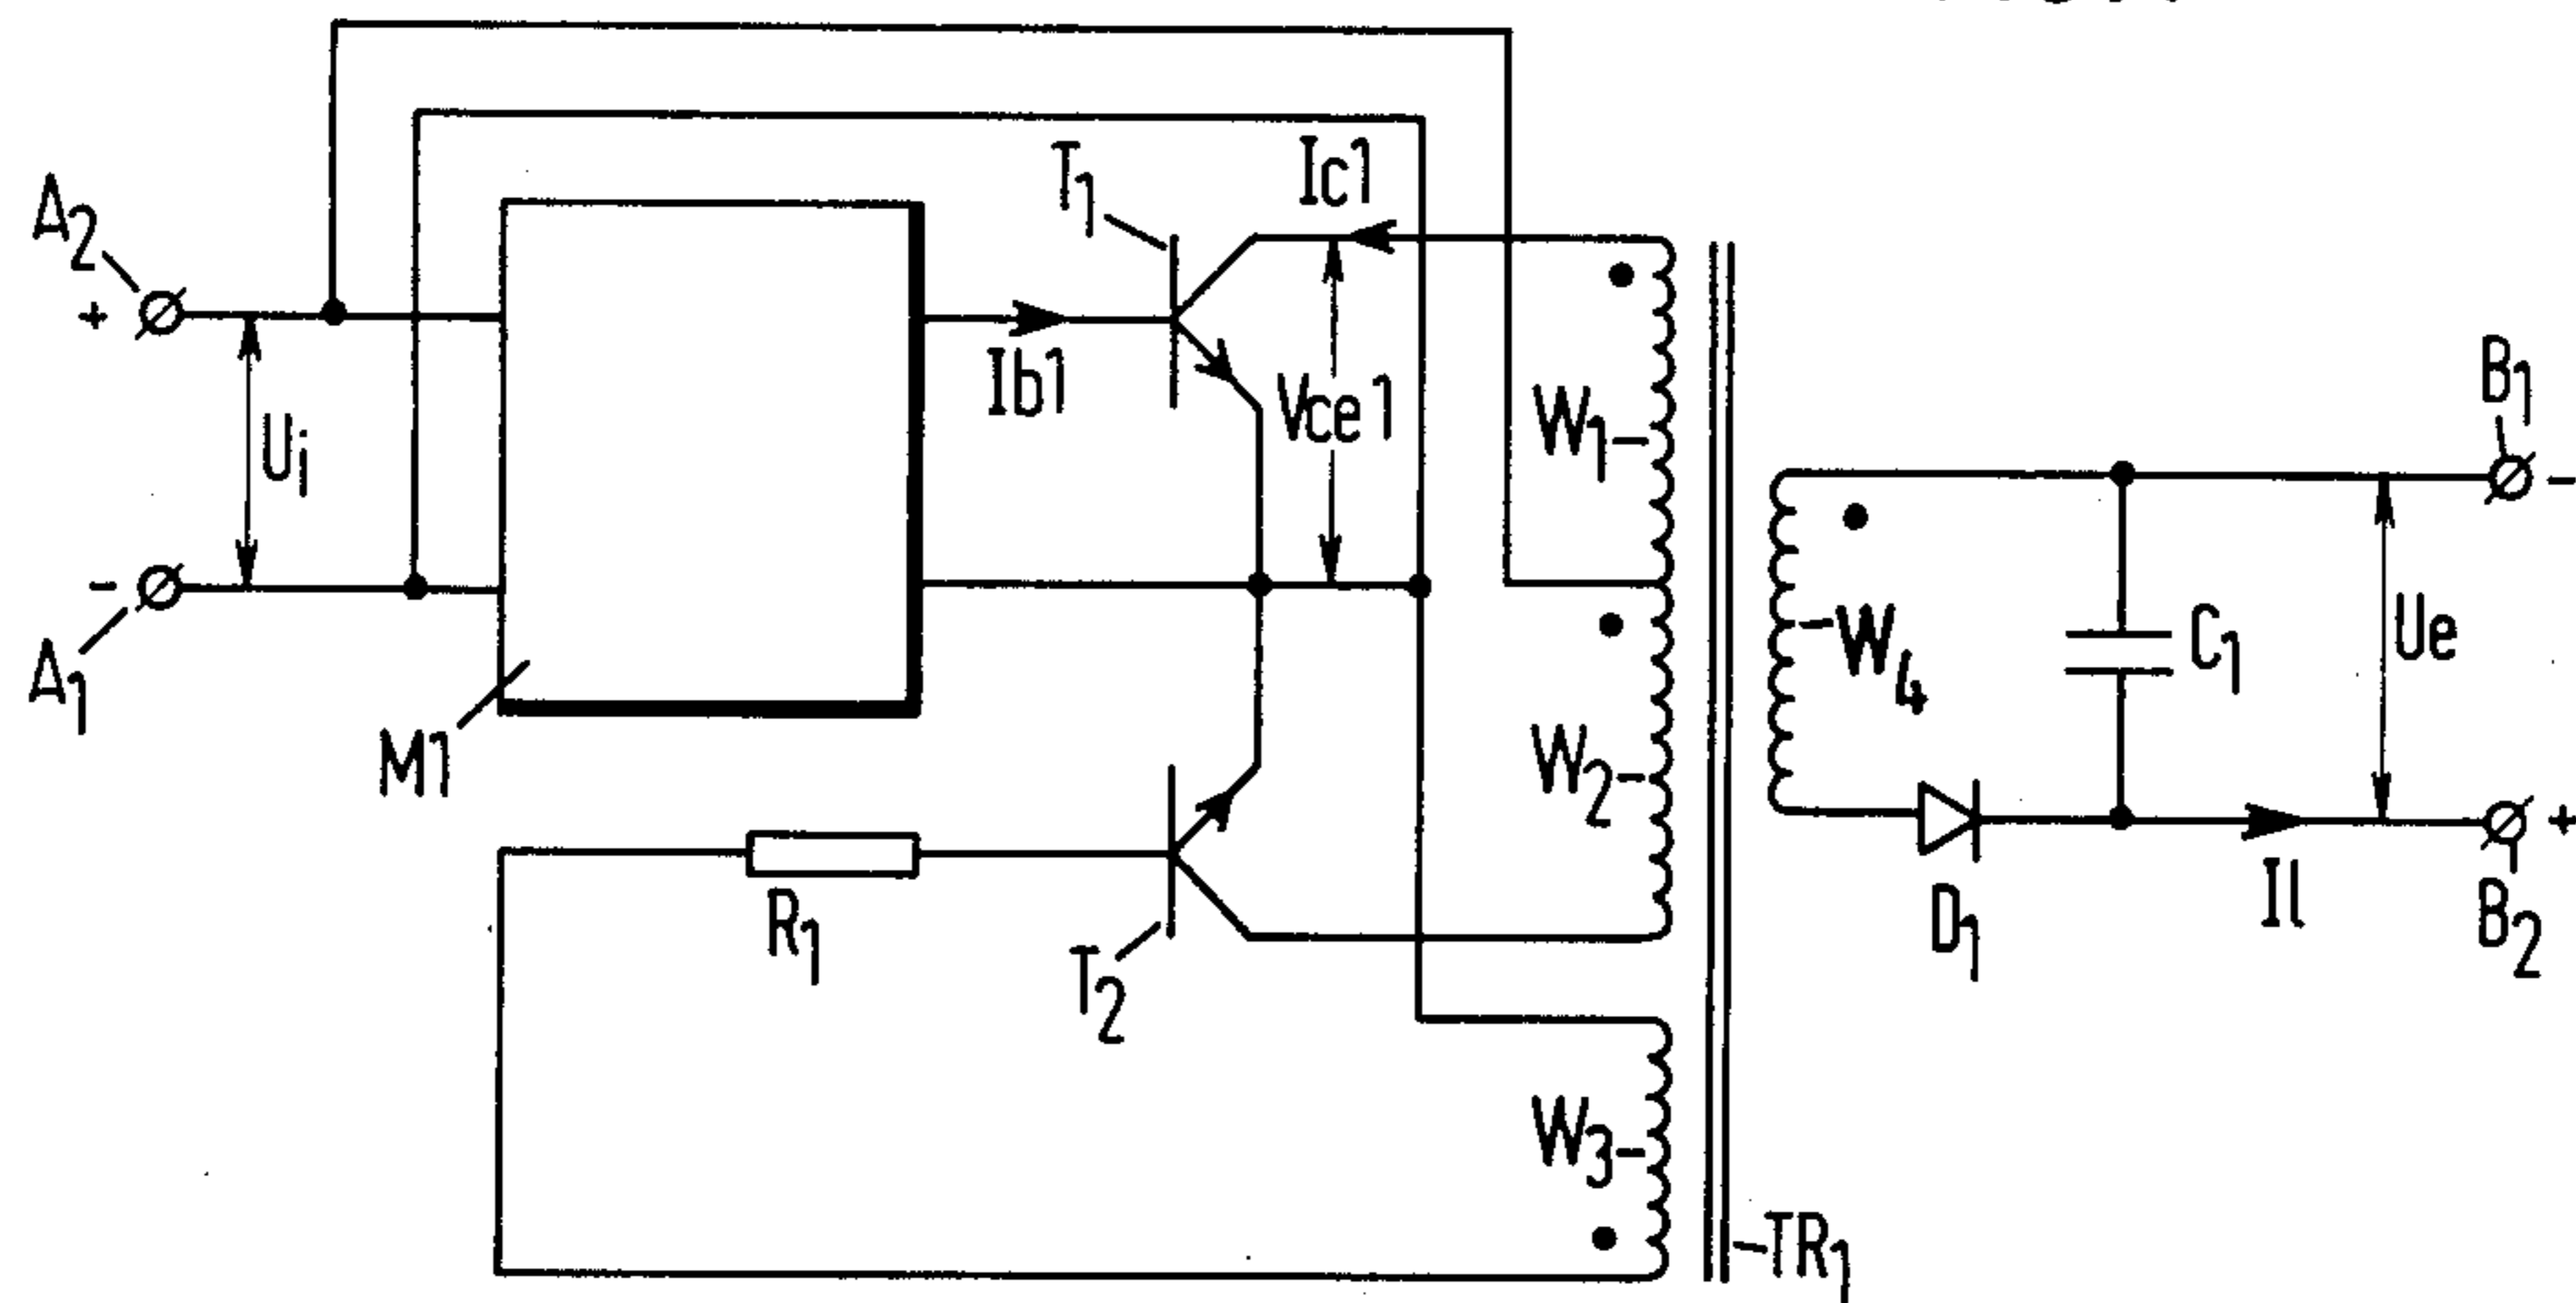 A2
+
Ui
-
A1
M1
T1
Ic1
Ib1
Vce1
W1
W2
W3
R1
T2
TR1
W4
C1
D1
Il
Ue
B1
-
+
B2